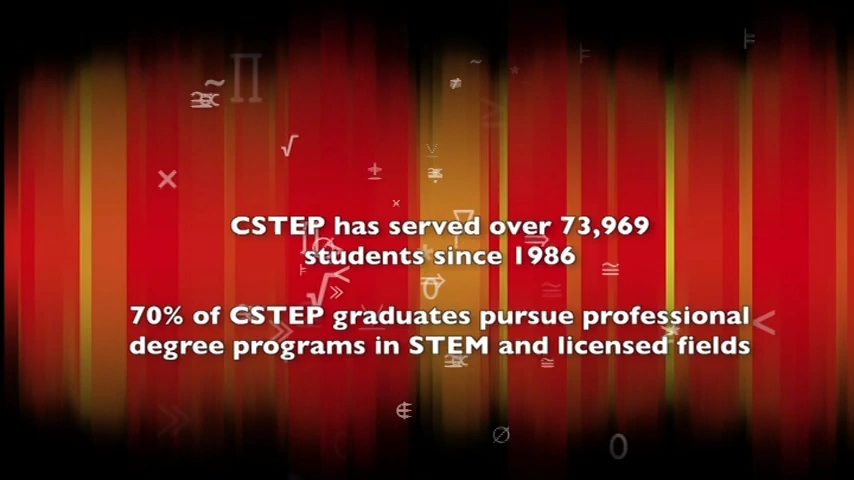 CSTEP has served over 73,969
students since 1986
70% of CSTEP graduates pursue professional
degree programs in STEM and licensed fields